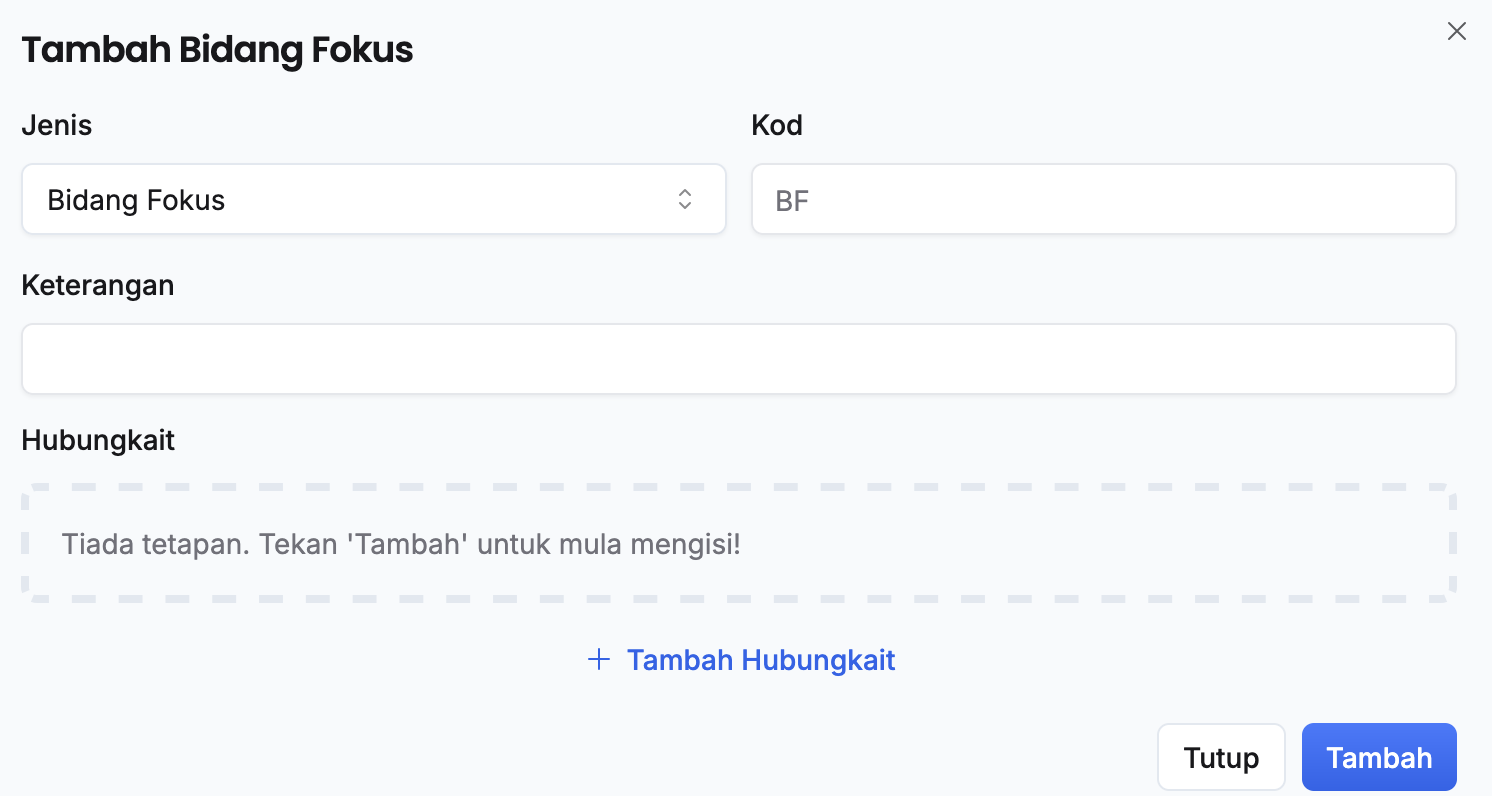 Tambah Bidang Fokus
Jenis
Kod
Bidang Fokus
BF
Keterangan
Hubungkait
Tiada tetapan. Tekan 'Tambah' untuk mula mengisi!
Tambah Hubungkait
Tutup
Tambah